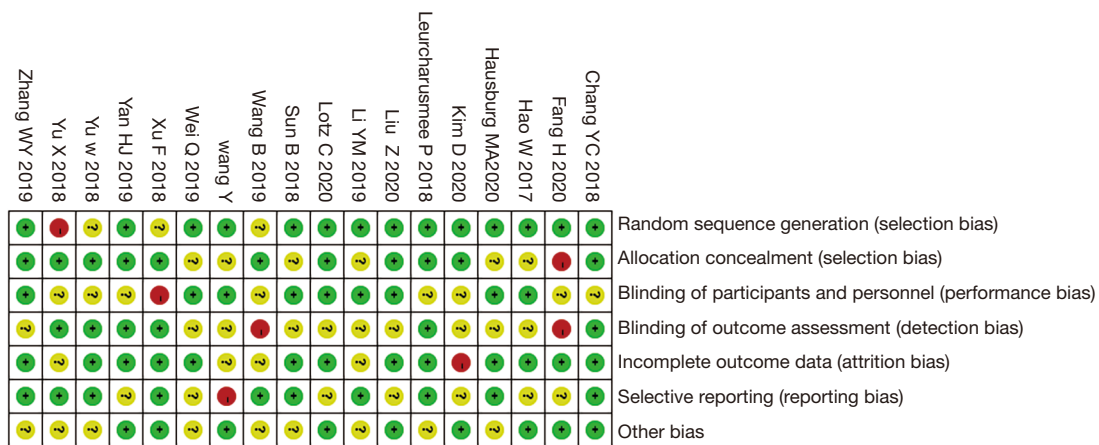 Zhang WY 2019
Yu X 2018
Yu w 2018
Yan HJ 2019
Xu F 2018
Wei Q 2019
wang Y
Wang B 2019
Sun B 2018
Lotz C 2020
Li YM 2019
Liu Z 2020
Leurcharusmee P 2018
Kim D 2020
Hausburg MA2020
Hao W 2017
Fang H 2020
Chang YC 2018
Random sequence generation (selection bias)
Allocation concealment (selection bias)
Blinding of participants and personnel (performance bias)
Blinding of outcome assessment (detection bias)
Incomplete outcome data (attrition bias)
Selective reporting (reporting bias)
Other bias